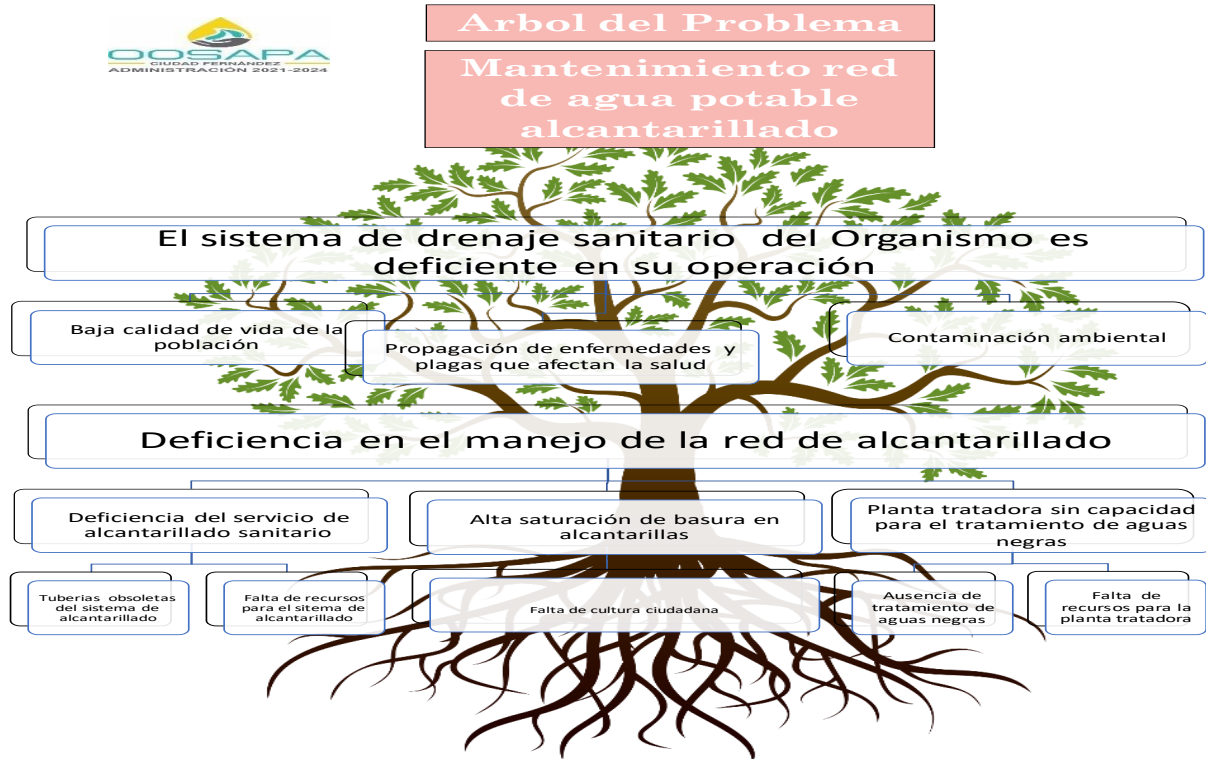 OOSAPA
CIUDAD FERNÁNDEZ
ADMINISTRACIÓN 2021-2024
Arbol del Problema
Mantenimiento red
de agua potable
alcantarillado
El sistema de drenaje sanitario del Organismo es
deficiente en su operación
Baja calidad de vida de la
población
Propagación de enfermedades y
plagas que afectan la salud
Contaminación ambiental
Deficiencia en el manejo de la red de alcantarillado
Deficiencia del servicio de
alcantarillado sanitario
Alta saturación de basura en
alcantarillas
Planta tratadora sin capacidad
para el tratamiento de aguas
negras
Tuberias obsoletas
del sistema de
alcantarillado
Falta de recursos
para el sitema de
alcantarillado
Falta de cultura ciudadana
Ausencia de
tratamiento de
aguas negras
Falta de
recursos para la
planta tratadora